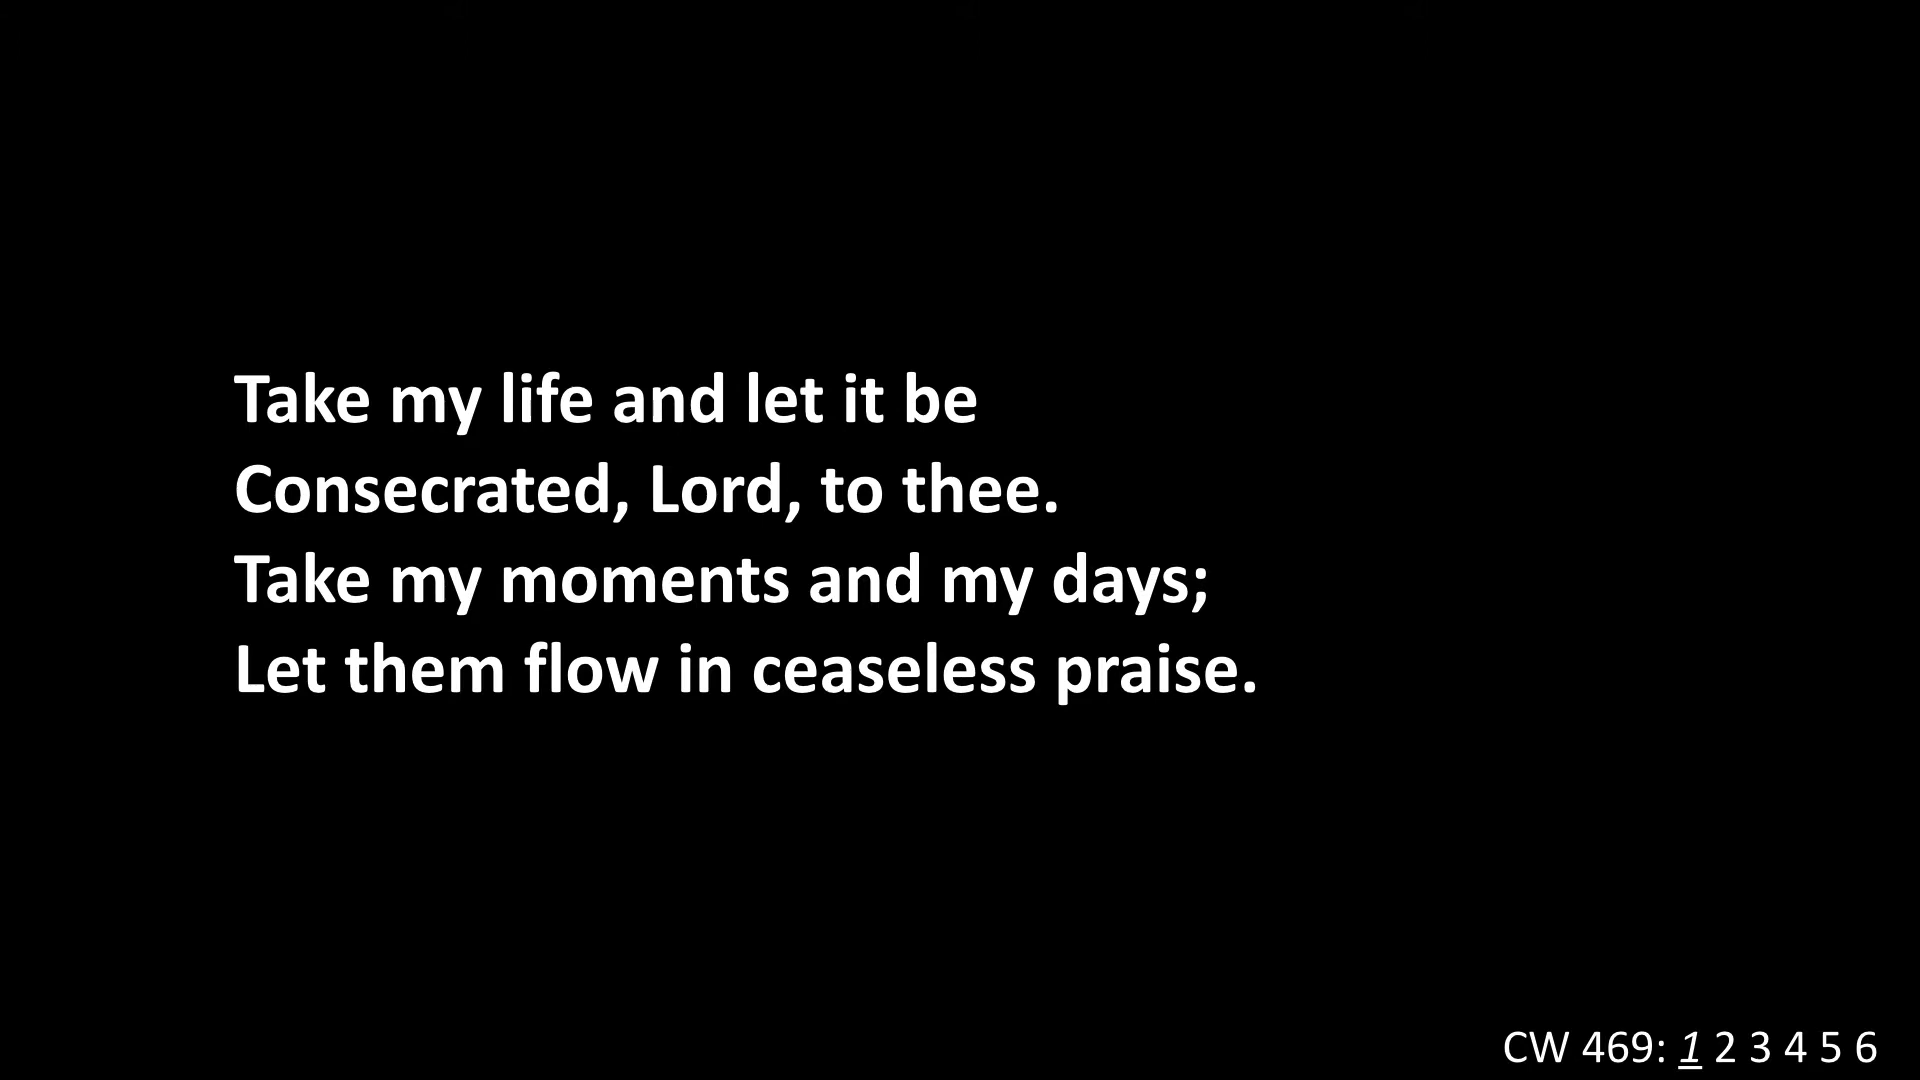 Take my life and let it be
Consecrated, Lord, to thee.
Take my moments and my days;
Let them flow in ceaseless praise.
CW 469: 1 2 3 4 5 6